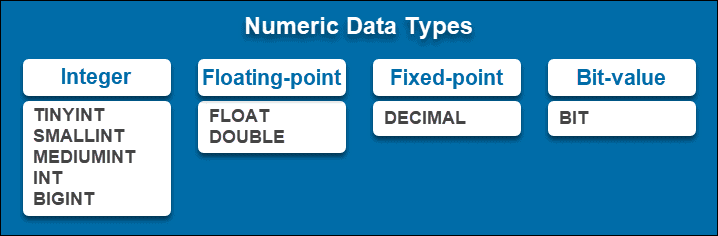 Numeric Data Types
Integer
TINYINT
SMALLINT
MEDIUMINT
INT
BIGINT
Floating-point
FLOAT
DOUBLE
Fixed-point
DECIMAL
Bit-value
BIT